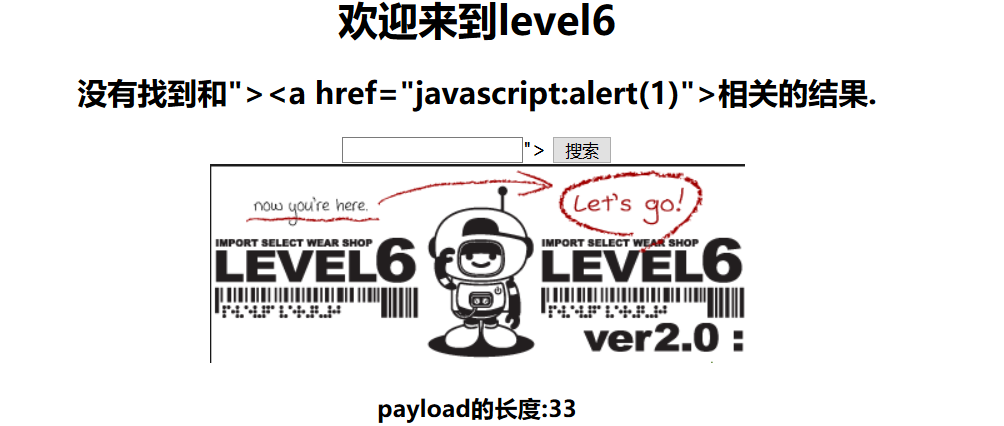 欢迎来到level6
没有找到和"><a href="javascript:alert(1)">相关的结果.
"> 搜索
now you're here.
Let's go!
IMPORT SELECT WEAR SHOP
LEVEL6
IMPORT SELECT WEAR SHOP
LEVEL6
ver2.0 :
payload的长度:33